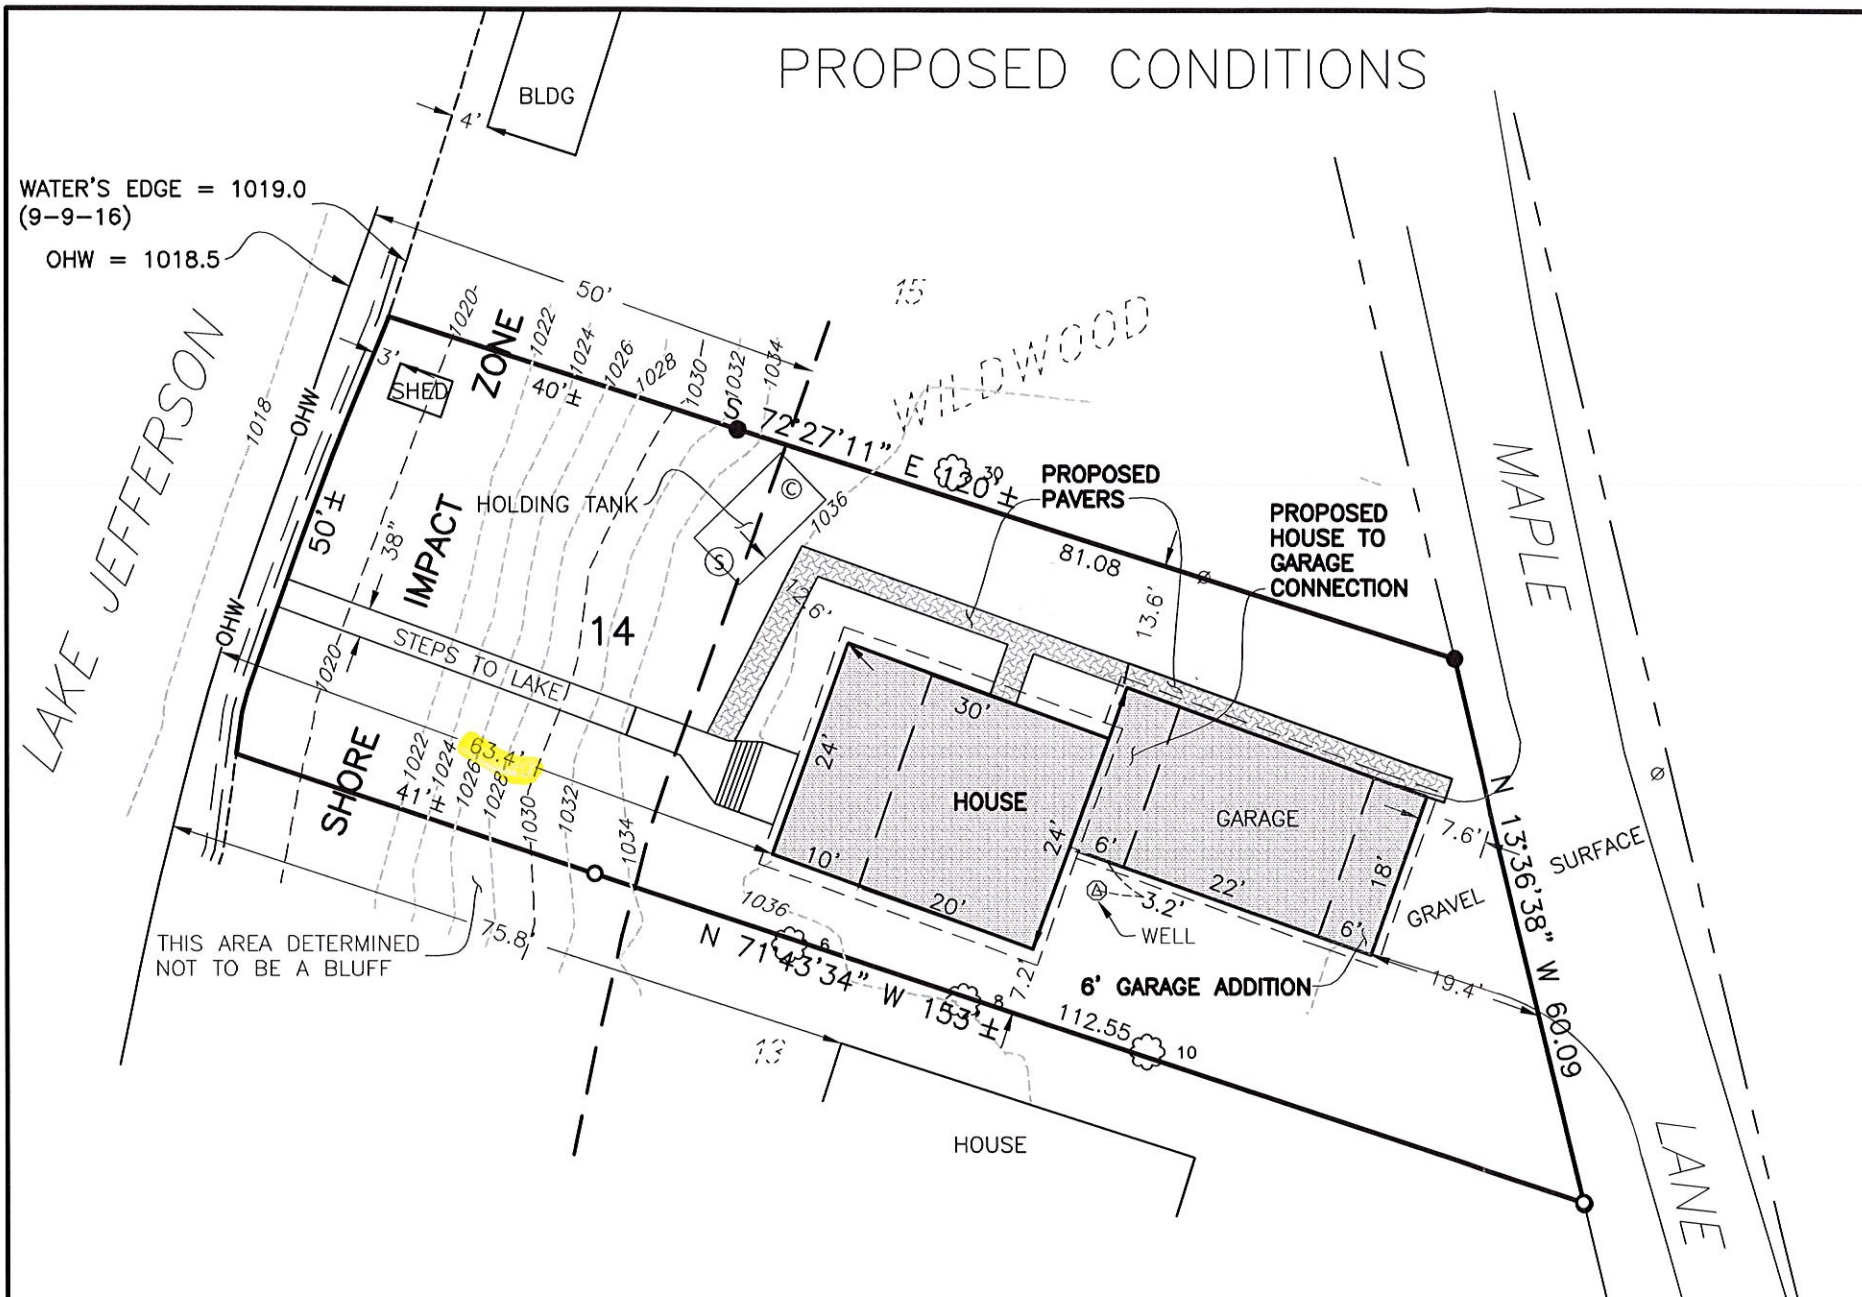 PROPOSED CONDITIONS
BLDG
4'
WATER'S EDGE = 1019.0
(9-9-16)
OHW = 1018.5
LAKE JEFFERSON
1018
OHW
OHW
50'
15
WILDWOOD
1020
1022
1024
1026
1028
1030
1032
1034
1036
3'
SHED
SHORE IMPACT ZONE
40'±
S 72°27'11" E 120'±
30
81.08
50'±
38"
HOLDING TANK
C
S
14
STEPS TO LAKE
PROPOSED
PAVERS
PROPOSED
HOUSE TO
GARAGE
CONNECTION
13.6'
MAPLE
LANE
1020
1022
1024
1026
1028
1030
1032
1034
1036
63.4'
41'±
30'
24'
HOUSE
24'
10'
20'
GARAGE
6'
22'
18'
6'
7.6'
3.2'
WELL
GRAVEL SURFACE
6' GARAGE ADDITION
19.4'
N 13°36'38" W 60.09
THIS AREA DETERMINED
NOT TO BE A BLUFF
75.8'
N 71°43'34" W 153'±
6
8
7.2'
112.55
10
13
HOUSE